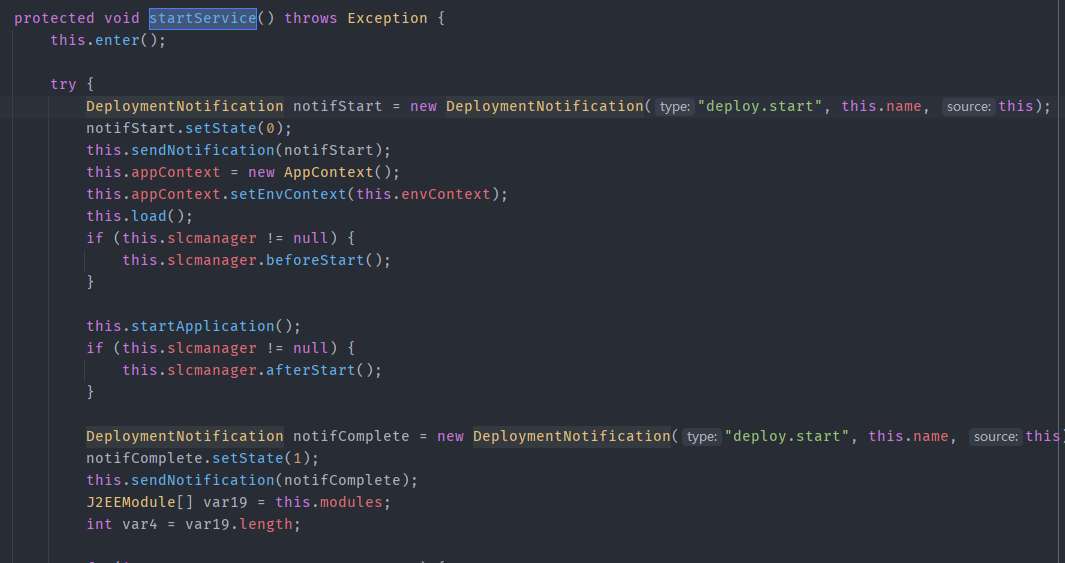 protected void startService() throws Exception {
this.enter();
try {
DeploymentNotification notifStart = new DeploymentNotification( type: "deploy.start", this.name, source: this);
notifStart.setState(0);
this.sendNotification(notifStart);
this.appContext = new AppContext();
this.appContext.setEnvContext(this.envContext);
this.load();
if (this.slcmanager != null) {
this.slcmanager.beforeStart();
}
this.startApplication();
if (this.slcmanager != null) {
this.slcmanager.afterStart();
}
DeploymentNotification notifComplete = new DeploymentNotification( type: "deploy.start", this.name, source: this)
notifComplete.setState(1);
this.sendNotification(notifComplete);
J2EEModule[] var19 = this.modules;
int var4 = var19.length;